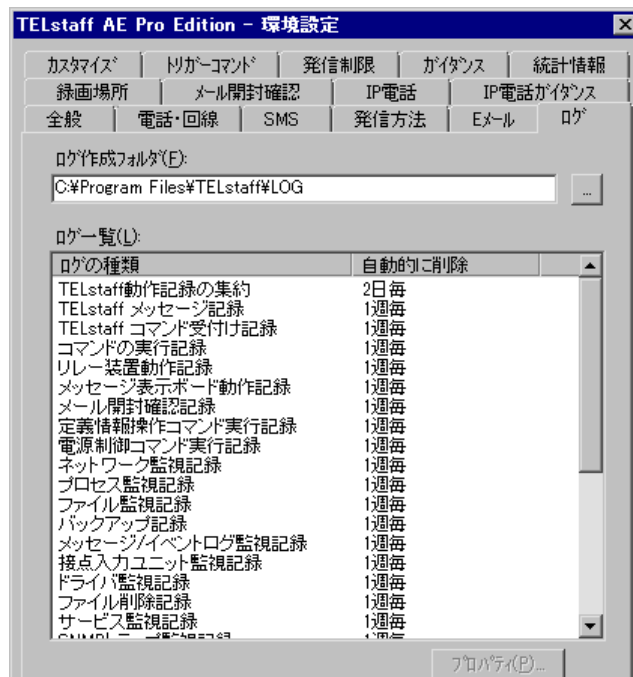 TELstaff AE Pro Edition - 環境設定
ｶｽﾀﾏｲｽﾞ ﾄﾘｶﾞｰｺﾏﾝﾄﾞ 発信制限 ｶﾞｲﾀﾞﾝｽ 統計情報
録画場所 ﾒｰﾙ開封確認 IP電話 IP電話ｶﾞｲﾀﾞﾝｽ
全般 電話・回線 SMS 発信方法 Eﾒｰﾙ ﾛｸﾞ
ﾛｸﾞ作成ﾌｫﾙﾀﾞ(F):
C:¥Program Files¥TELstaff¥LOG
...
ﾛｸﾞ一覧(L):
ﾛｸﾞの種類 自動的に削除
TELstaff動作記録の集約 2日毎
TELstaff メッセージ記録 1週毎
TELstaff コマンド受付け記録 1週毎
コマンドの実行記録 1週毎
リレー装置動作記録 1週毎
メッセージ表示ボード動作記録 1週毎
メール開封確認記録 1週毎
定義情報操作コマンド実行記録 1週毎
電源制御コマンド実行記録 1週毎
ネットワーク監視記録 1週毎
プロセス監視記録 1週毎
ファイル監視記録 1週毎
バックアップ記録 1週毎
メッセージ/イベントログ監視記録 1週毎
接点入力ユニット監視記録 1週毎
ドライバ監視記録 1週毎
ファイル削除記録 1週毎
サービス監視記録 1週毎
ﾌﾟﾛﾊﾟﾃｨ(P)...